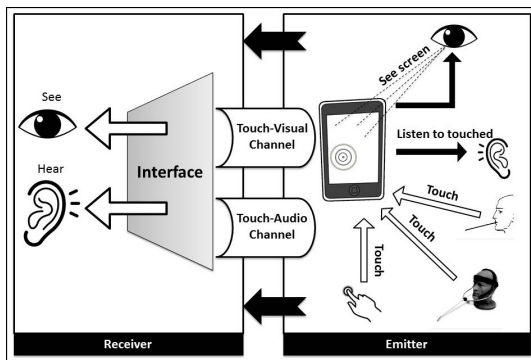 See
Hear
Interface
Touch-Visual
Channel
Touch-Audio
Channel
See screen
Listen to touched
Touch
Touch
Touch
Receiver
Emitter